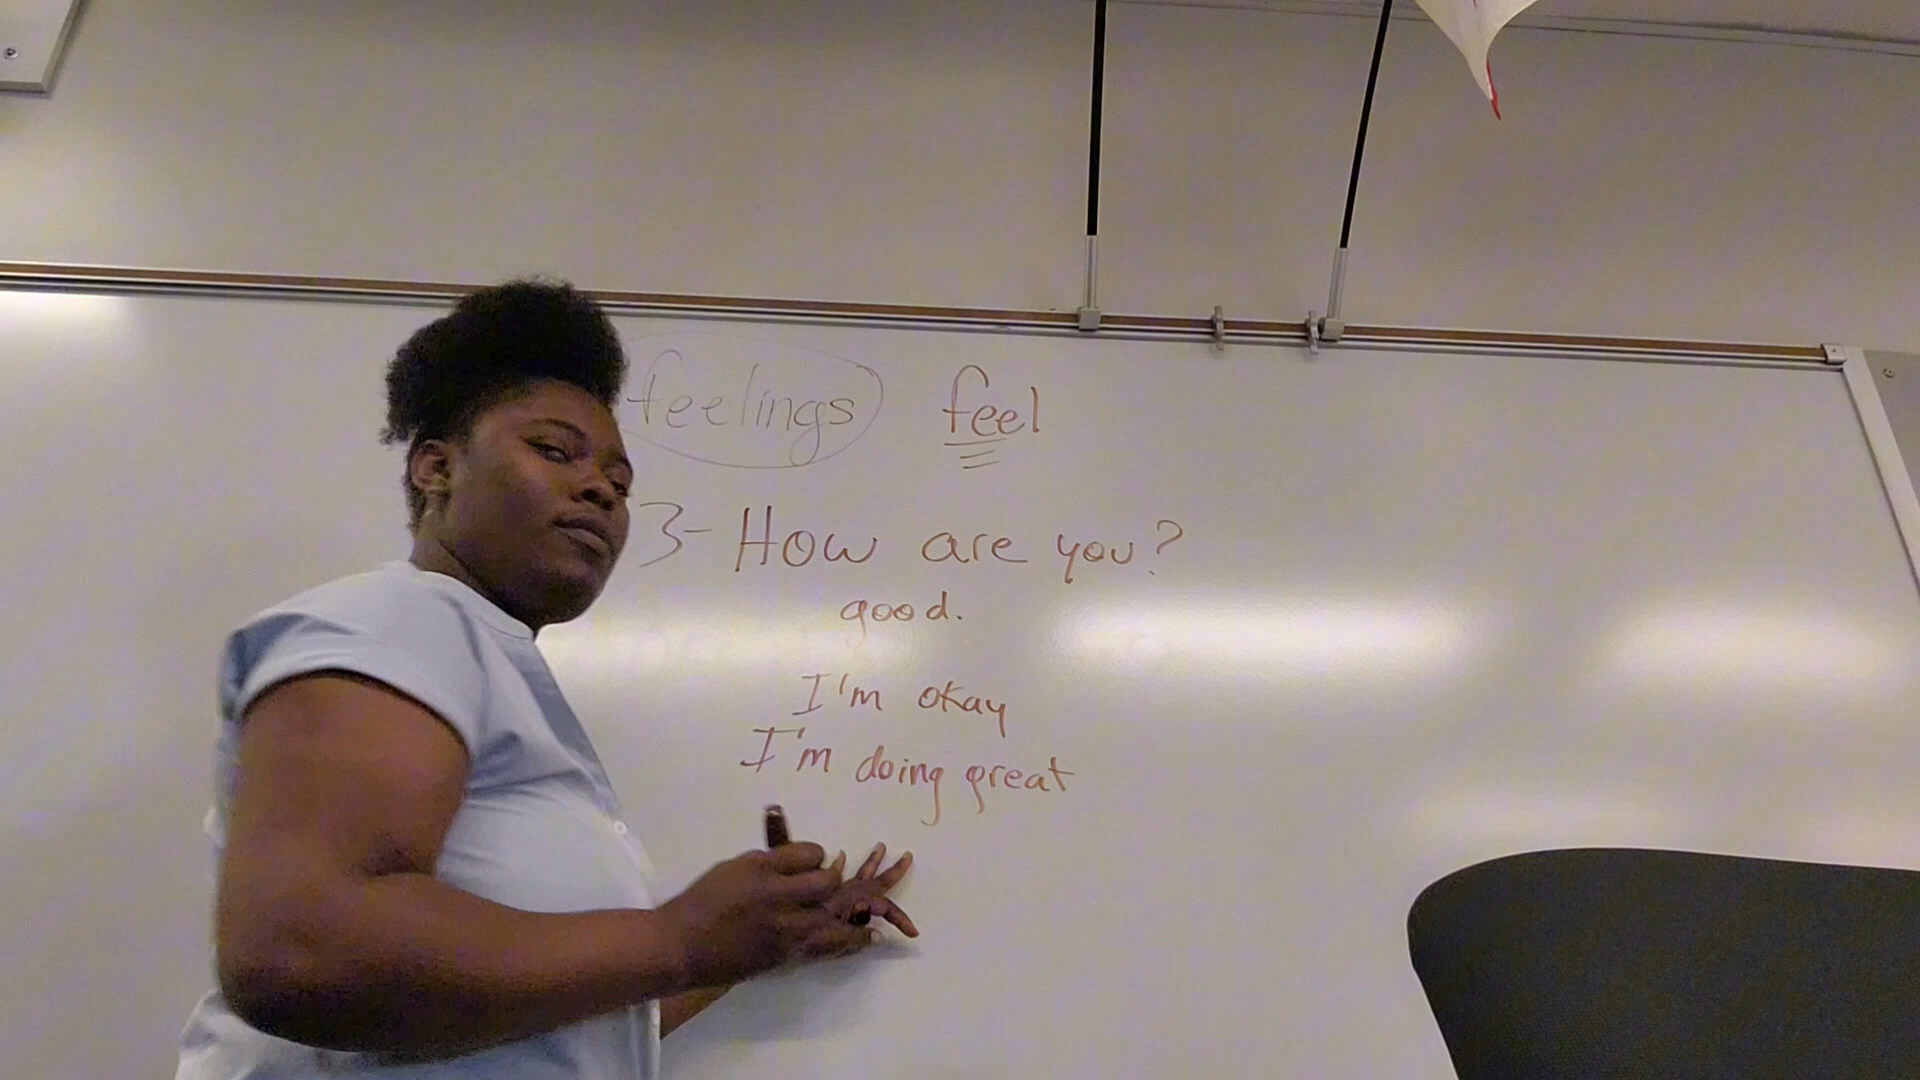 feelings feel
3- How are you?
good.
I'm okay
I'm doing great